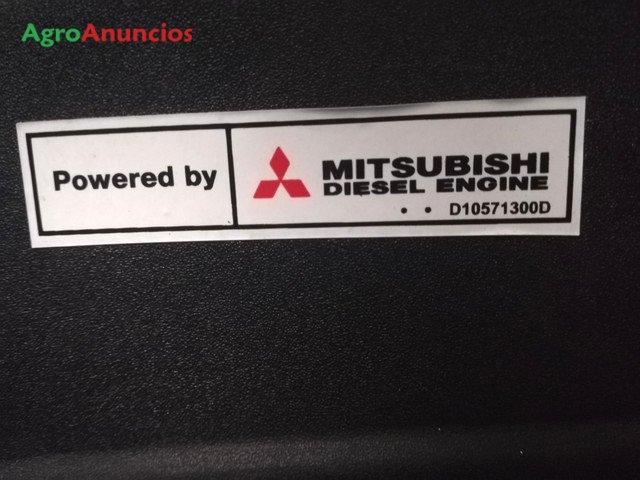 AgroAnuncios
Powered by
MITSUBISHI
DIESEL ENGINE
• • D10571300D